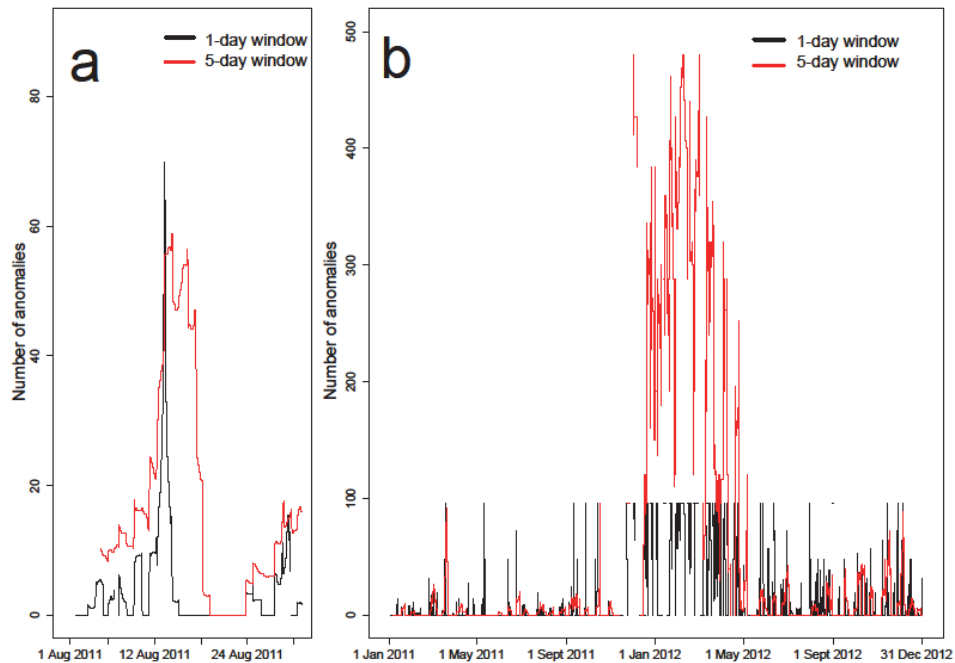 a
1-day window
5-day window
Number of anomalies
80
60
40
20
0
1 Aug 2011
12 Aug 2011
24 Aug 2011
b
1-day window
5-day window
Number of anomalies
500
400
300
200
100
0
1 Jan 2011
1 May 2011
1 Sept 2011
1 Jan 2012
1 May 2012
1 Sept 2012
31 Dec 2012